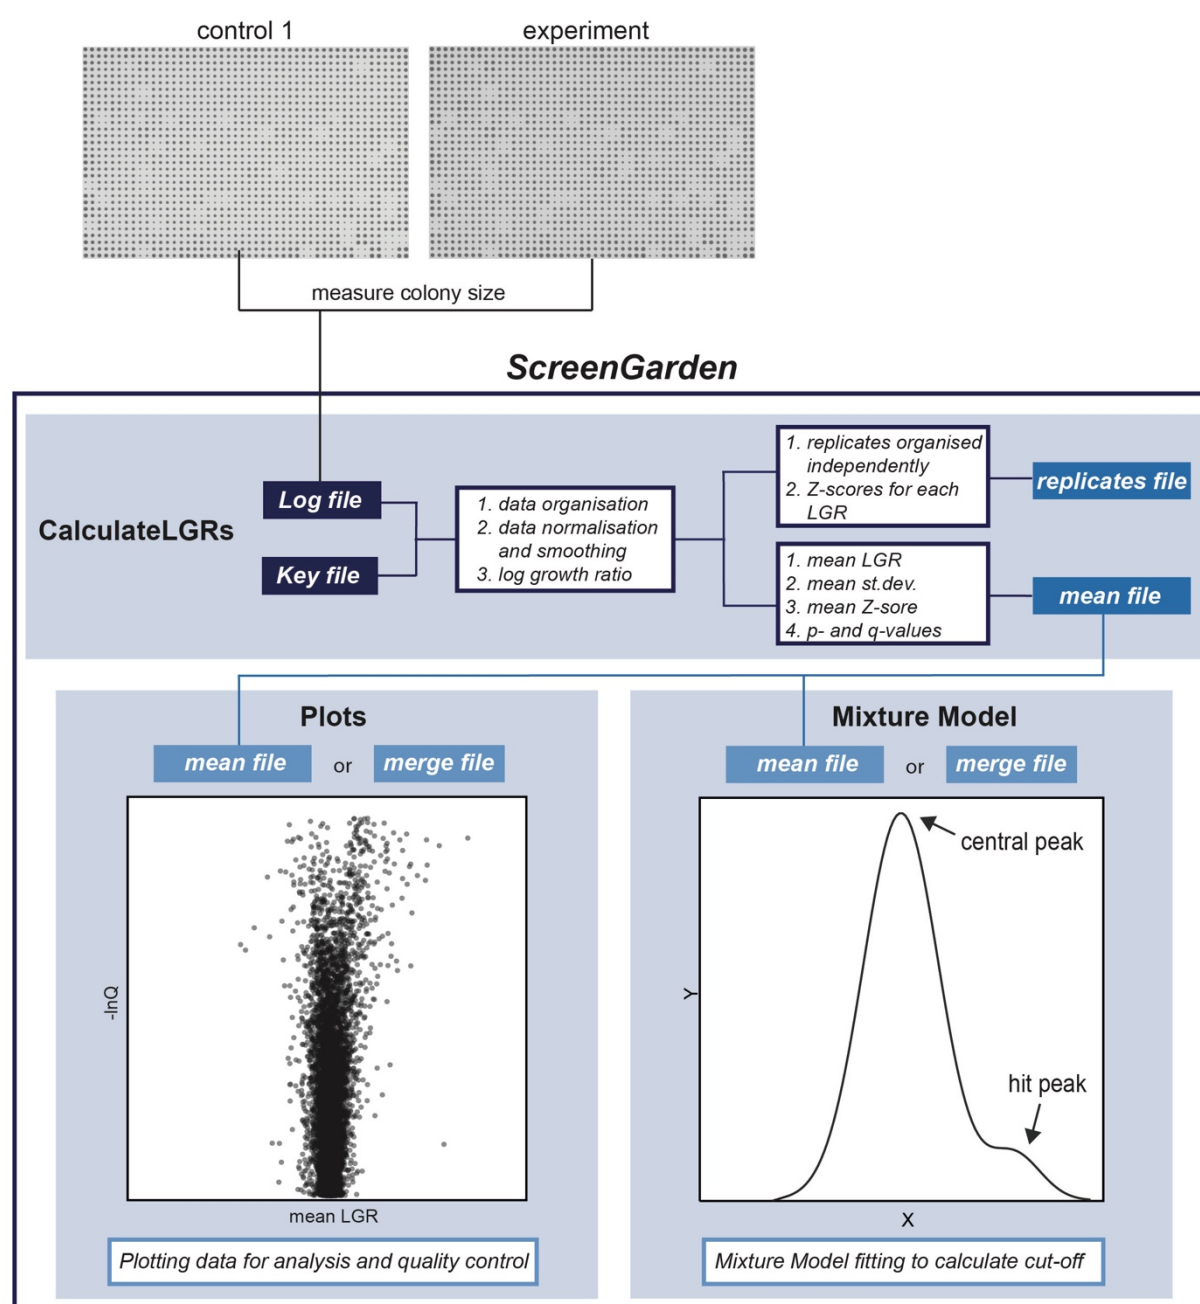 control 1
experiment
measure colony size
ScreenGarden
CalculateLGRs
Log file
Key file
1. data organisation
2. data normalisation
and smoothing
3. log growth ratio
1. replicates organised
independently
2. Z-scores for each
LGR
replicates file
1. mean LGR
2. mean st.dev.
3. mean Z-sore
4. p- and q-values
mean file
Plots
mean file or merge file
-lnQ
mean LGR
Plotting data for analysis and quality control
Mixture Model
mean file or merge file
central peak
hit peak
Y
X
Mixture Model fitting to calculate cut-off